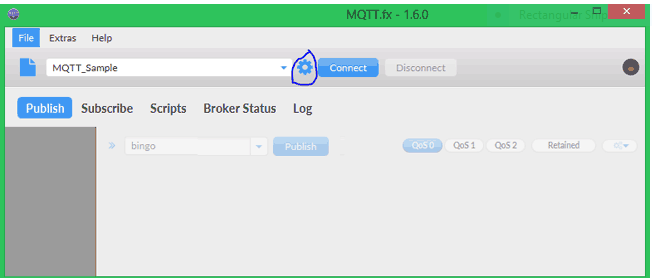 MQTT.fx - 1.6.0 Rectangular Snip
File Extras Help
MQTT_Sample Connect Disconnect
Publish Subscribe Scripts Broker Status Log
bingo Publish QoS 0 QoS 1 QoS 2 Retained